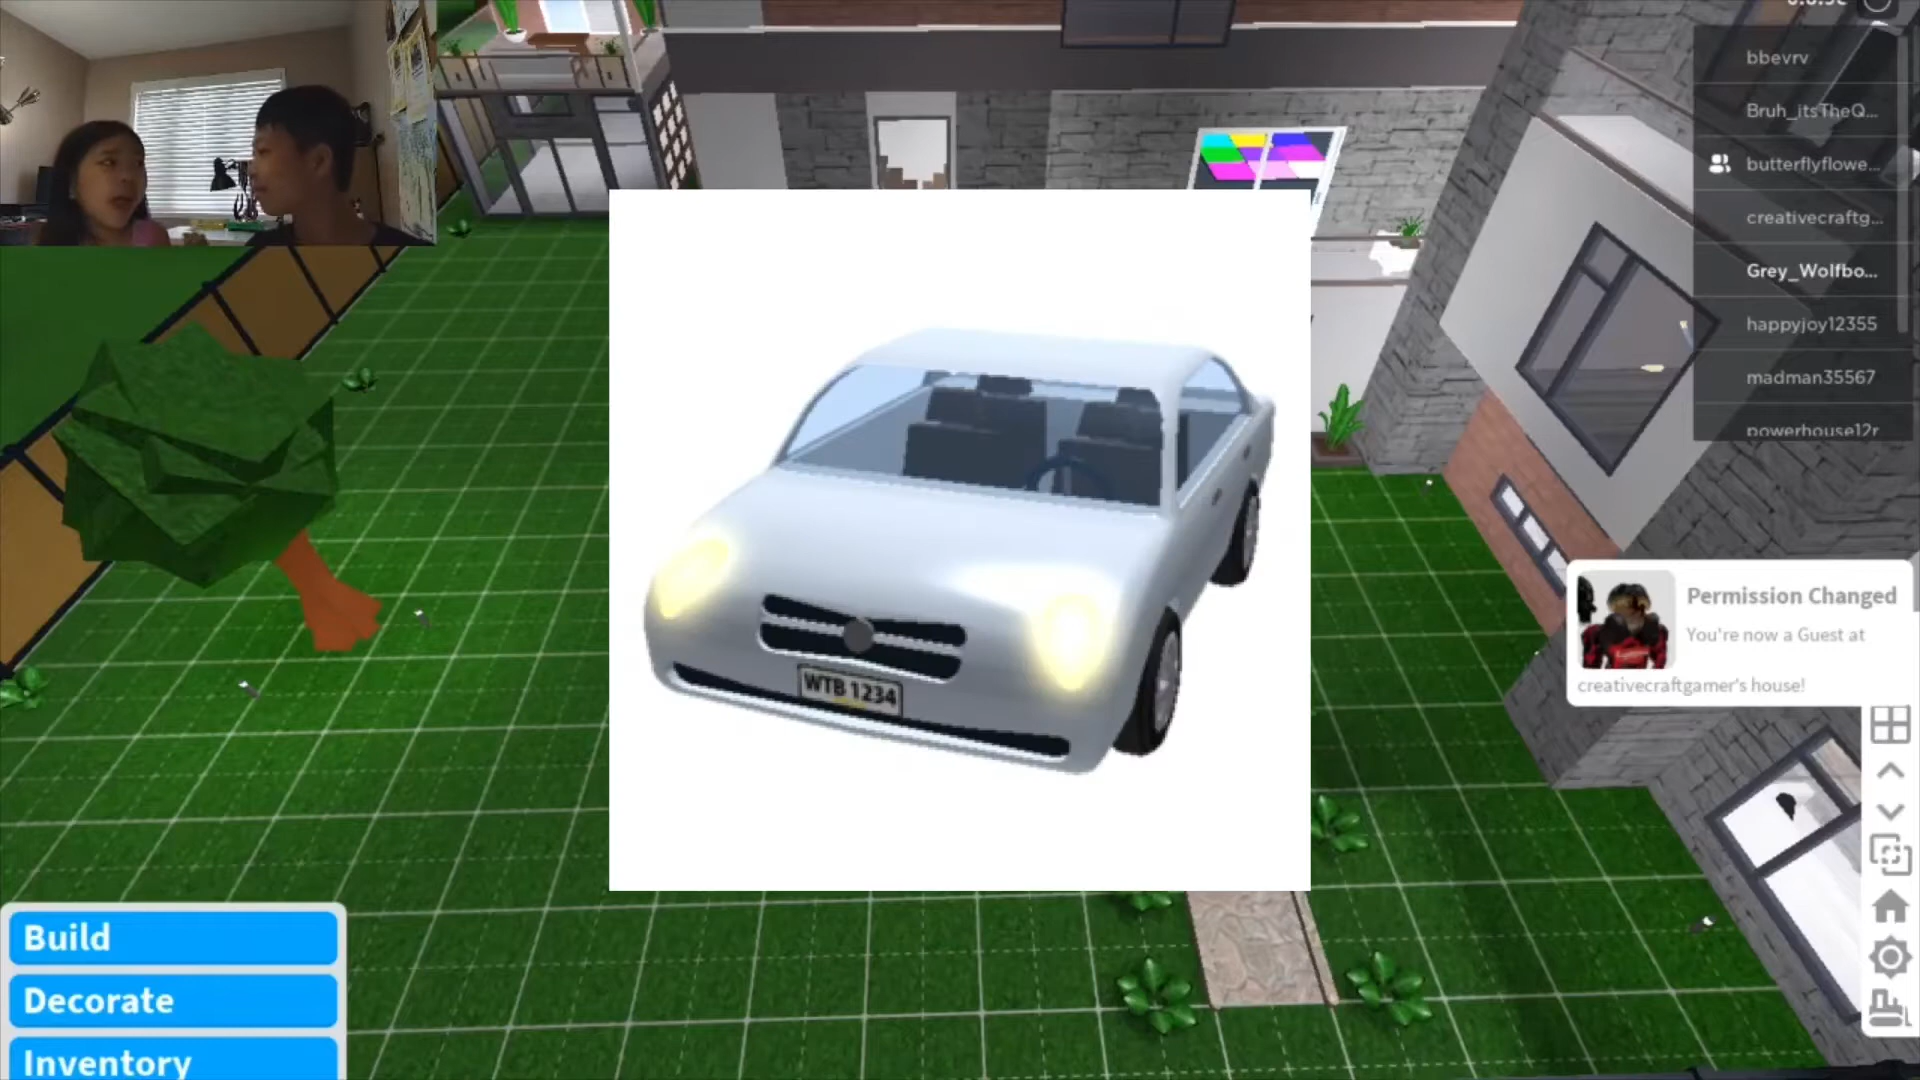 bbevrv
Bruh_itsTheQ...
butterflyflowe...
creativecraftg...
Grey_Wolfbo...
happyjoy12355
madman35567
powerhouse12r
WTB 1234
Permission Changed
You're now a Guest at
creativecraftgamer's house!
Build
Decorate
Inventory